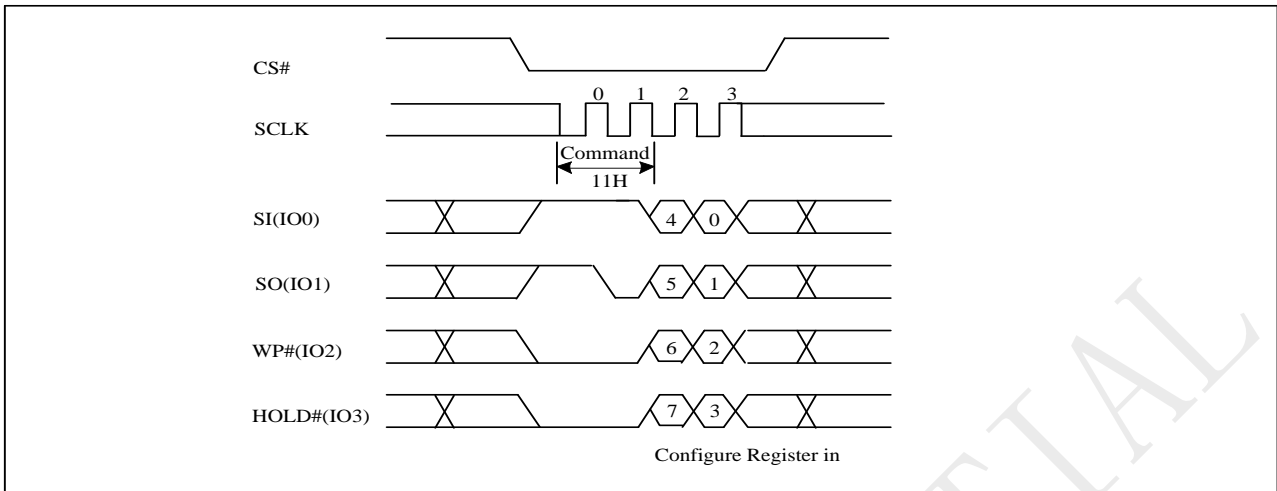 CS#
0 1 2 3
SCLK
Command
11H
SI(IO0)
4 0
SO(IO1)
5 1
WP#(IO2)
6 2
HOLD#(IO3)
7 3
Configure Register in
TIAL